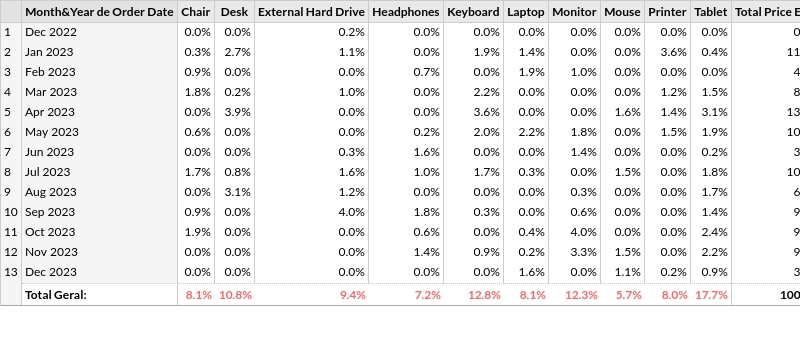 Month&Year de Order Date Chair Desk External Hard Drive Headphones Keyboard Laptop Monitor Mouse Printer Tablet Total Price E
1 Dec 2022 0.0% 0.0% 0.2% 0.0% 0.0% 0.0% 0.0% 0.0% 0.0% 0.0% 0
2 Jan 2023 0.3% 2.7% 1.1% 0.0% 1.9% 1.4% 0.0% 0.0% 3.6% 0.4% 11
3 Feb 2023 0.9% 0.0% 0.0% 0.7% 0.0% 1.9% 1.0% 0.0% 0.0% 0.0% 4
4 Mar 2023 1.8% 0.2% 1.0% 0.0% 2.2% 0.0% 0.0% 0.0% 1.2% 1.5% 8
5 Apr 2023 0.0% 3.9% 0.0% 0.0% 3.6% 0.0% 0.0% 1.6% 1.4% 3.1% 13
6 May 2023 0.6% 0.0% 0.0% 0.2% 2.0% 2.2% 1.8% 0.0% 1.5% 1.9% 10
7 Jun 2023 0.0% 0.0% 0.3% 1.6% 0.0% 0.0% 1.4% 0.0% 0.0% 0.2% 3
8 Jul 2023 1.7% 0.8% 1.6% 1.0% 1.7% 0.3% 0.0% 1.5% 0.0% 1.8% 10
9 Aug 2023 0.0% 3.1% 1.2% 0.0% 0.0% 0.0% 0.3% 0.0% 0.0% 1.7% 6
10 Sep 2023 0.9% 0.0% 4.0% 1.8% 0.3% 0.0% 0.6% 0.0% 0.0% 1.4% 9
11 Oct 2023 1.9% 0.0% 0.0% 0.6% 0.0% 0.4% 4.0% 0.0% 0.0% 2.4% 9
12 Nov 2023 0.0% 0.0% 0.0% 1.4% 0.9% 0.2% 3.3% 1.5% 0.0% 2.2% 9
13 Dec 2023 0.0% 0.0% 0.0% 0.0% 0.0% 1.6% 0.0% 1.1% 0.2% 0.9% 3
Total Geral: 8.1% 10.8% 9.4% 7.2% 12.8% 8.1% 12.3% 5.7% 8.0% 17.7% 100